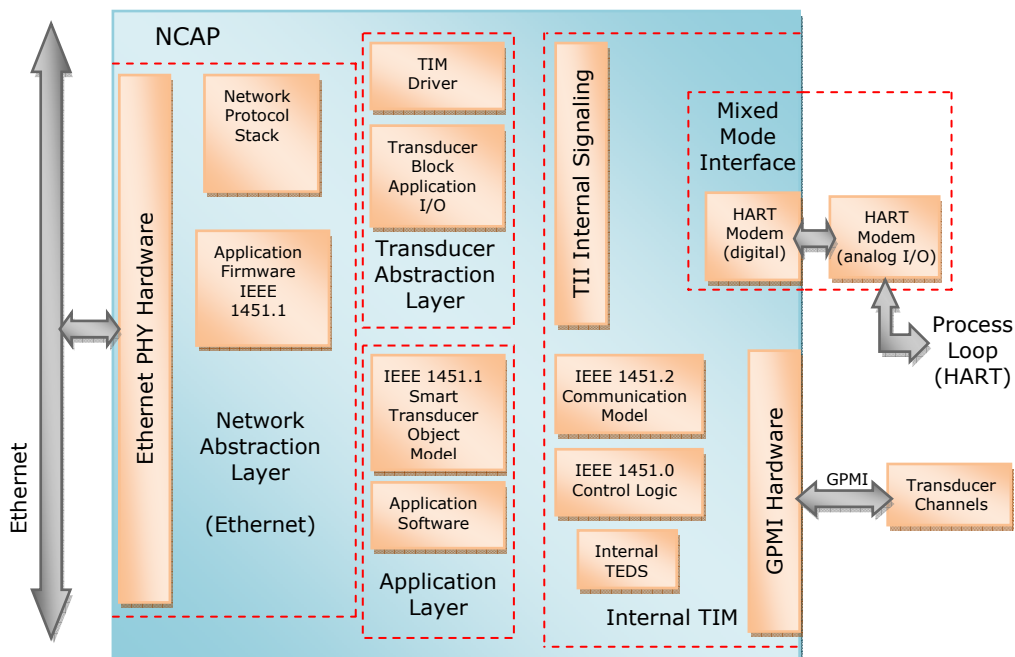 NCAP
Ethernet
Ethernet PHY Hardware
Network
Protocol
Stack
Application
Firmware
IEEE
1451.1
Network
Abstraction
Layer
(Ethernet)
TIM
Driver
Transducer
Block
Application
I/O
Transducer
Abstraction
Layer
IEEE 1451.1
Smart
Transducer
Object
Model
Application
Software
Application
Layer
TII Internal Signaling
IEEE 1451.2
Communication
Model
IEEE 1451.0
Control Logic
Internal
TEDS
Internal TIM
GPMI Hardware
Mixed
Mode
Interface
HART
Modem
(digital)
HART
Modem
(analog I/O)
Process
Loop
(HART)
GPMI
Transducer
Channels